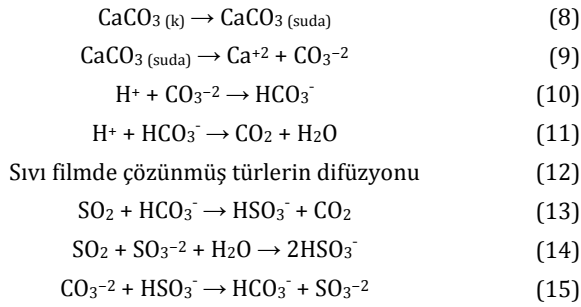 CaCO₃ ₍ₖ₎ → CaCO₃ (suda) (8)
CaCO₃ (suda) → Ca⁺² + CO₃⁻² (9)
H⁺ + CO₃⁻² → HCO₃⁻ (10)
H⁺ + HCO₃⁻ → CO₂ + H₂O (11)
Sıvı filmde çözünmüş türlerin difüzyonu (12)
SO₂ + HCO₃⁻ → HSO₃⁻ + CO₂ (13)
SO₂ + SO₃⁻² + H₂O → 2HSO₃⁻ (14)
CO₃⁻² + HSO₃⁻ → HCO₃⁻ + SO₃⁻² (15)